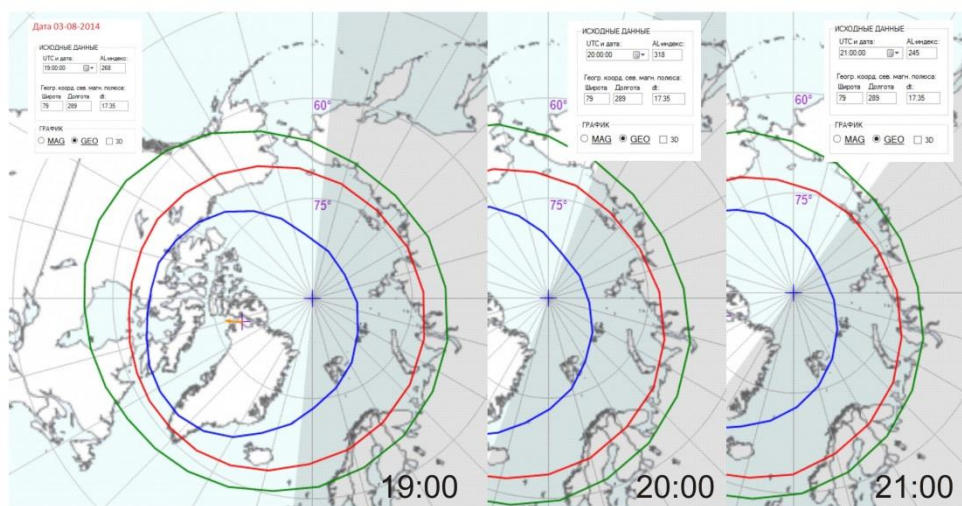 Дата 03-08-2014
ИСХОДНЫЕ ДАННЫЕ
UTC и дата: AL-индекс:
19:00:00 268
Геогр. коорд. сев. магн. полюса:
Широта Долгота dt:
79 289 17.35
ГРАФИК
MAG GEO 3D
60°
75°
19:00
ИСХОДНЫЕ ДАННЫЕ
UTC и дата: AL-индекс:
20:00:00 318
Геогр. коорд. сев. магн. полюса:
Широта Долгота dt:
79 289 17.35
ГРАФИК
MAG GEO 3D
60°
75°
20:00
ИСХОДНЫЕ ДАННЫЕ
UTC и дата: AL-индекс:
21:00:00 245
Геогр. коорд. сев. магн. полюса:
Широта Долгота dt:
79 289 17.35
ГРАФИК
MAG GEO 3D
60°
75°
21:00